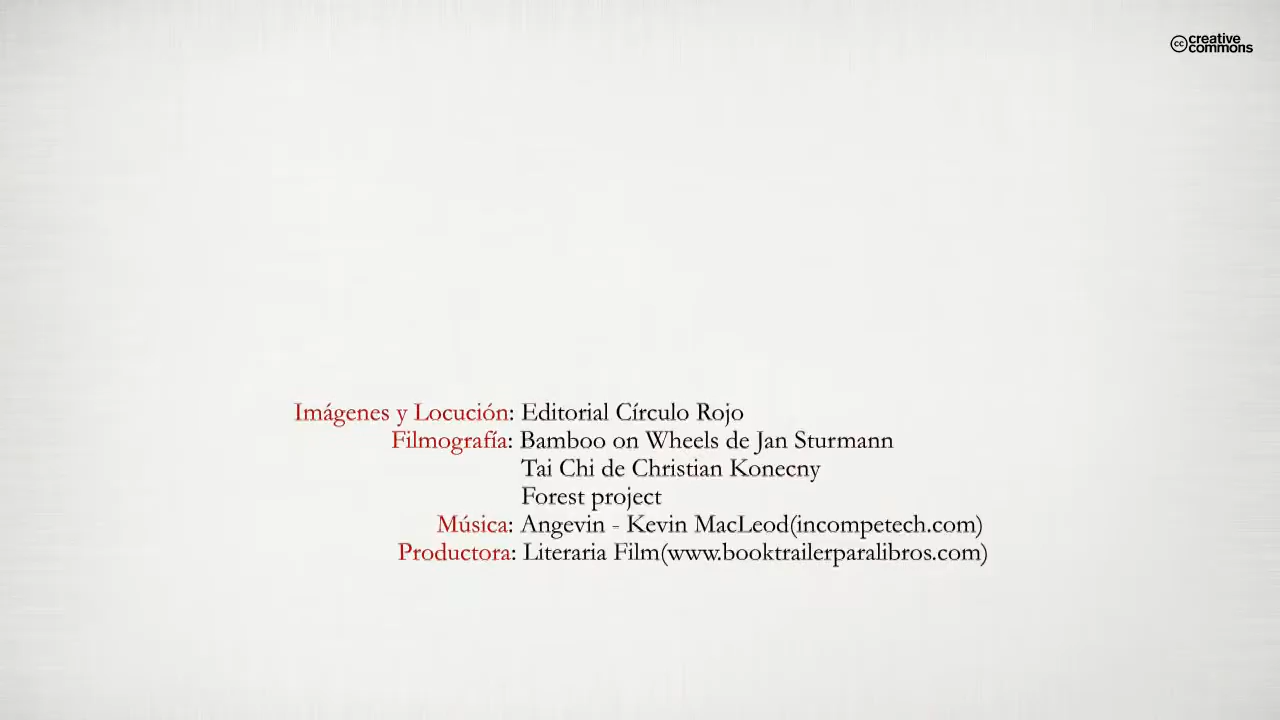 creative
commons
Imágenes y Locución: Editorial Círculo Rojo
Filmografía: Bamboo on Wheels de Jan Sturmann
Tai Chi de Christian Konecny
Forest project
Música: Angevin - Kevin MacLeod(incompetech.com)
Productora: Literaria Film(www.booktrailerparalibros.com)